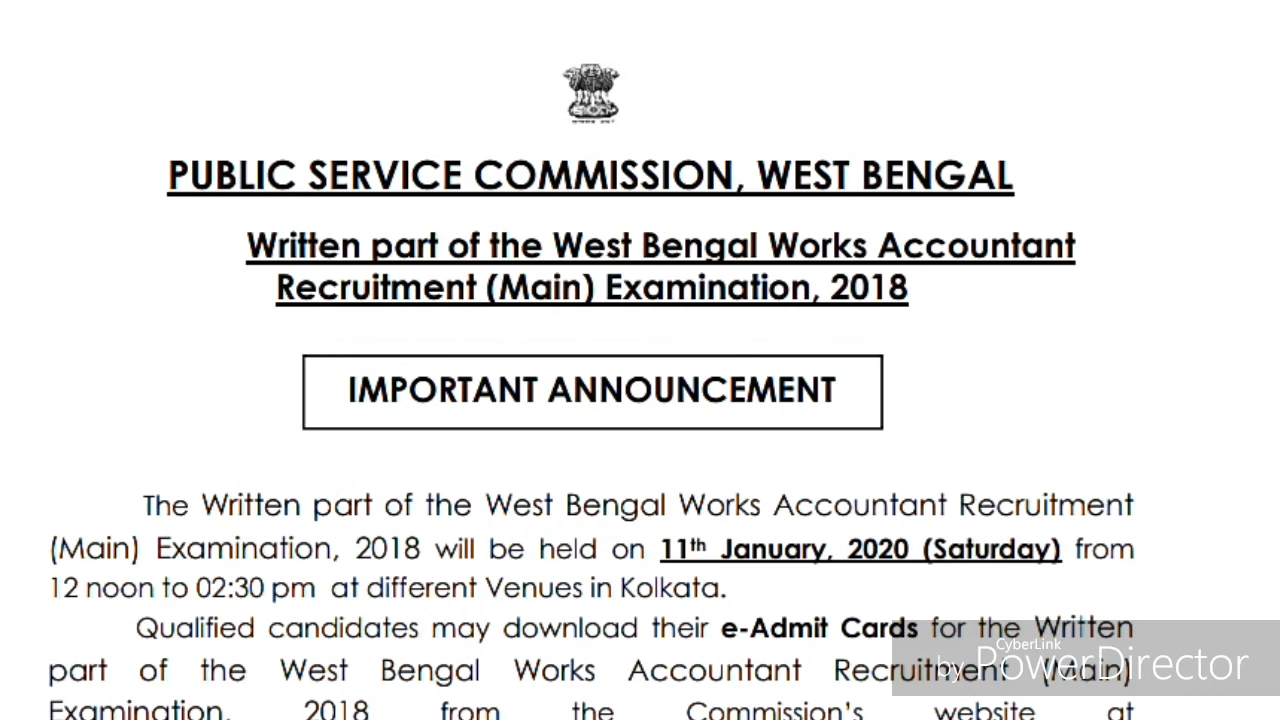 PUBLIC SERVICE COMMISSION, WEST BENGAL
Written part of the West Bengal Works Accountant
Recruitment (Main) Examination, 2018
IMPORTANT ANNOUNCEMENT
The Written part of the West Bengal Works Accountant Recruitment
(Main) Examination, 2018 will be held on 11th January, 2020 (Saturday) from
12 noon to 02:30 pm at different Venues in Kolkata.
Qualified candidates may download their e-Admit Cards for the Written
part of the West Bengal Works Accountant Recruitment (Main)
Examination, 2018 from the Commission's website at
CyberLink
by PowerDirector